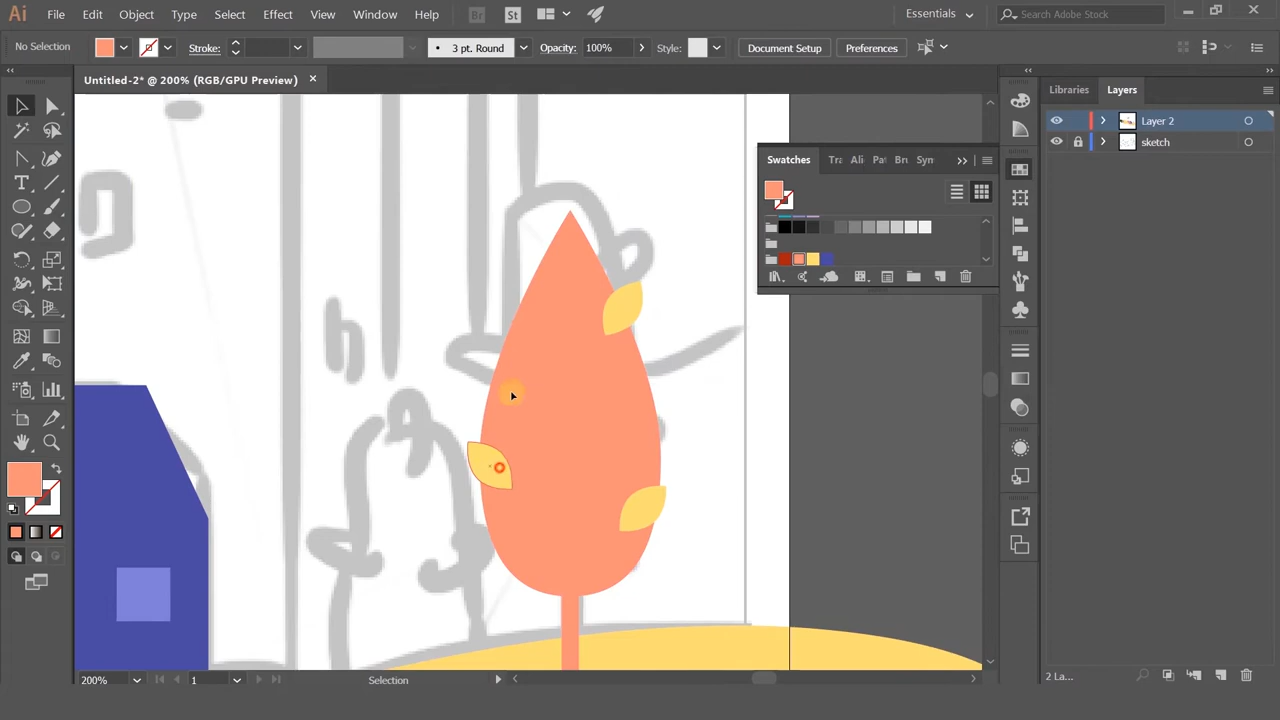 Ai File Edit Object Type Select Effect View Window Help Br St Essentials Search Adobe Stock
No Selection Stroke: 3 pt. Round Opacity: 100% Style: Document Setup Preferences
Untitled-2* @ 200% (RGB/GPU Preview)
Libraries Layers
Layer 2
sketch
Swatches Tra Ali Pat Bru Syn
200% 1 Selection
2 La...